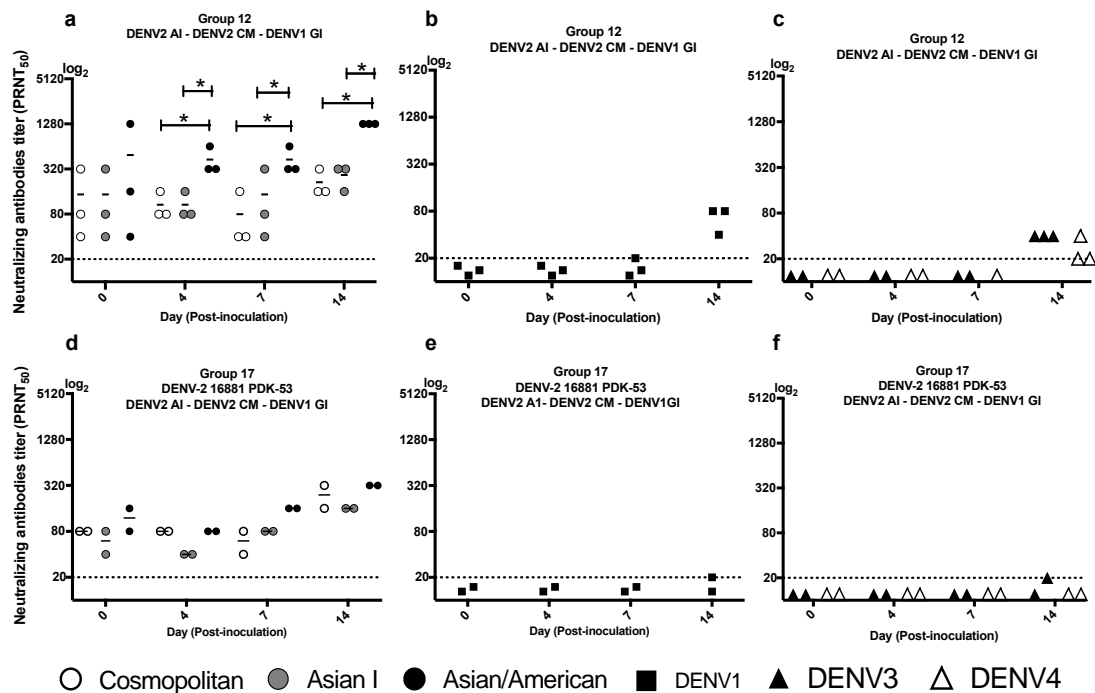 a
Group 12
DENV2 AI - DENV2 CM - DENV1 GI
log2
Neutralizing antibodies titer (PRNT50)
5120
1280
320
80
20
* * * * * *
0 4 7 14
Day (Post-inoculation)
b
Group 12
DENV2 AI - DENV2 CM - DENV1 GI
log2
5120
1280
320
80
20
0 4 7 14
Day (Post-inoculation)
c
Group 12
DENV2 AI - DENV2 CM - DENV1 GI
log2
5120
1280
320
80
20
0 4 7 14
Day (Post-inoculation)
d
Group 17
DENV-2 16881 PDK-53
DENV2 AI - DENV2 CM - DENV1 GI
log2
Neutralizing antibodies titer (PRNT50)
5120
1280
320
80
20
0 4 7 14
Day (Post-inoculation)
e
Group 17
DENV-2 16881 PDK-53
DENV2 A1- DENV2 CM - DENV1GI
log2
5120
1280
320
80
20
0 4 7 14
Day (Post-inoculation)
f
Group 17
DENV-2 16881 PDK-53
DENV2 AI - DENV2 CM - DENV1 GI
log2
5120
1280
320
80
20
0 4 7 14
Day (Post-inoculation)
Cosmopolitan Asian I Asian/American DENV1 DENV3 DENV4